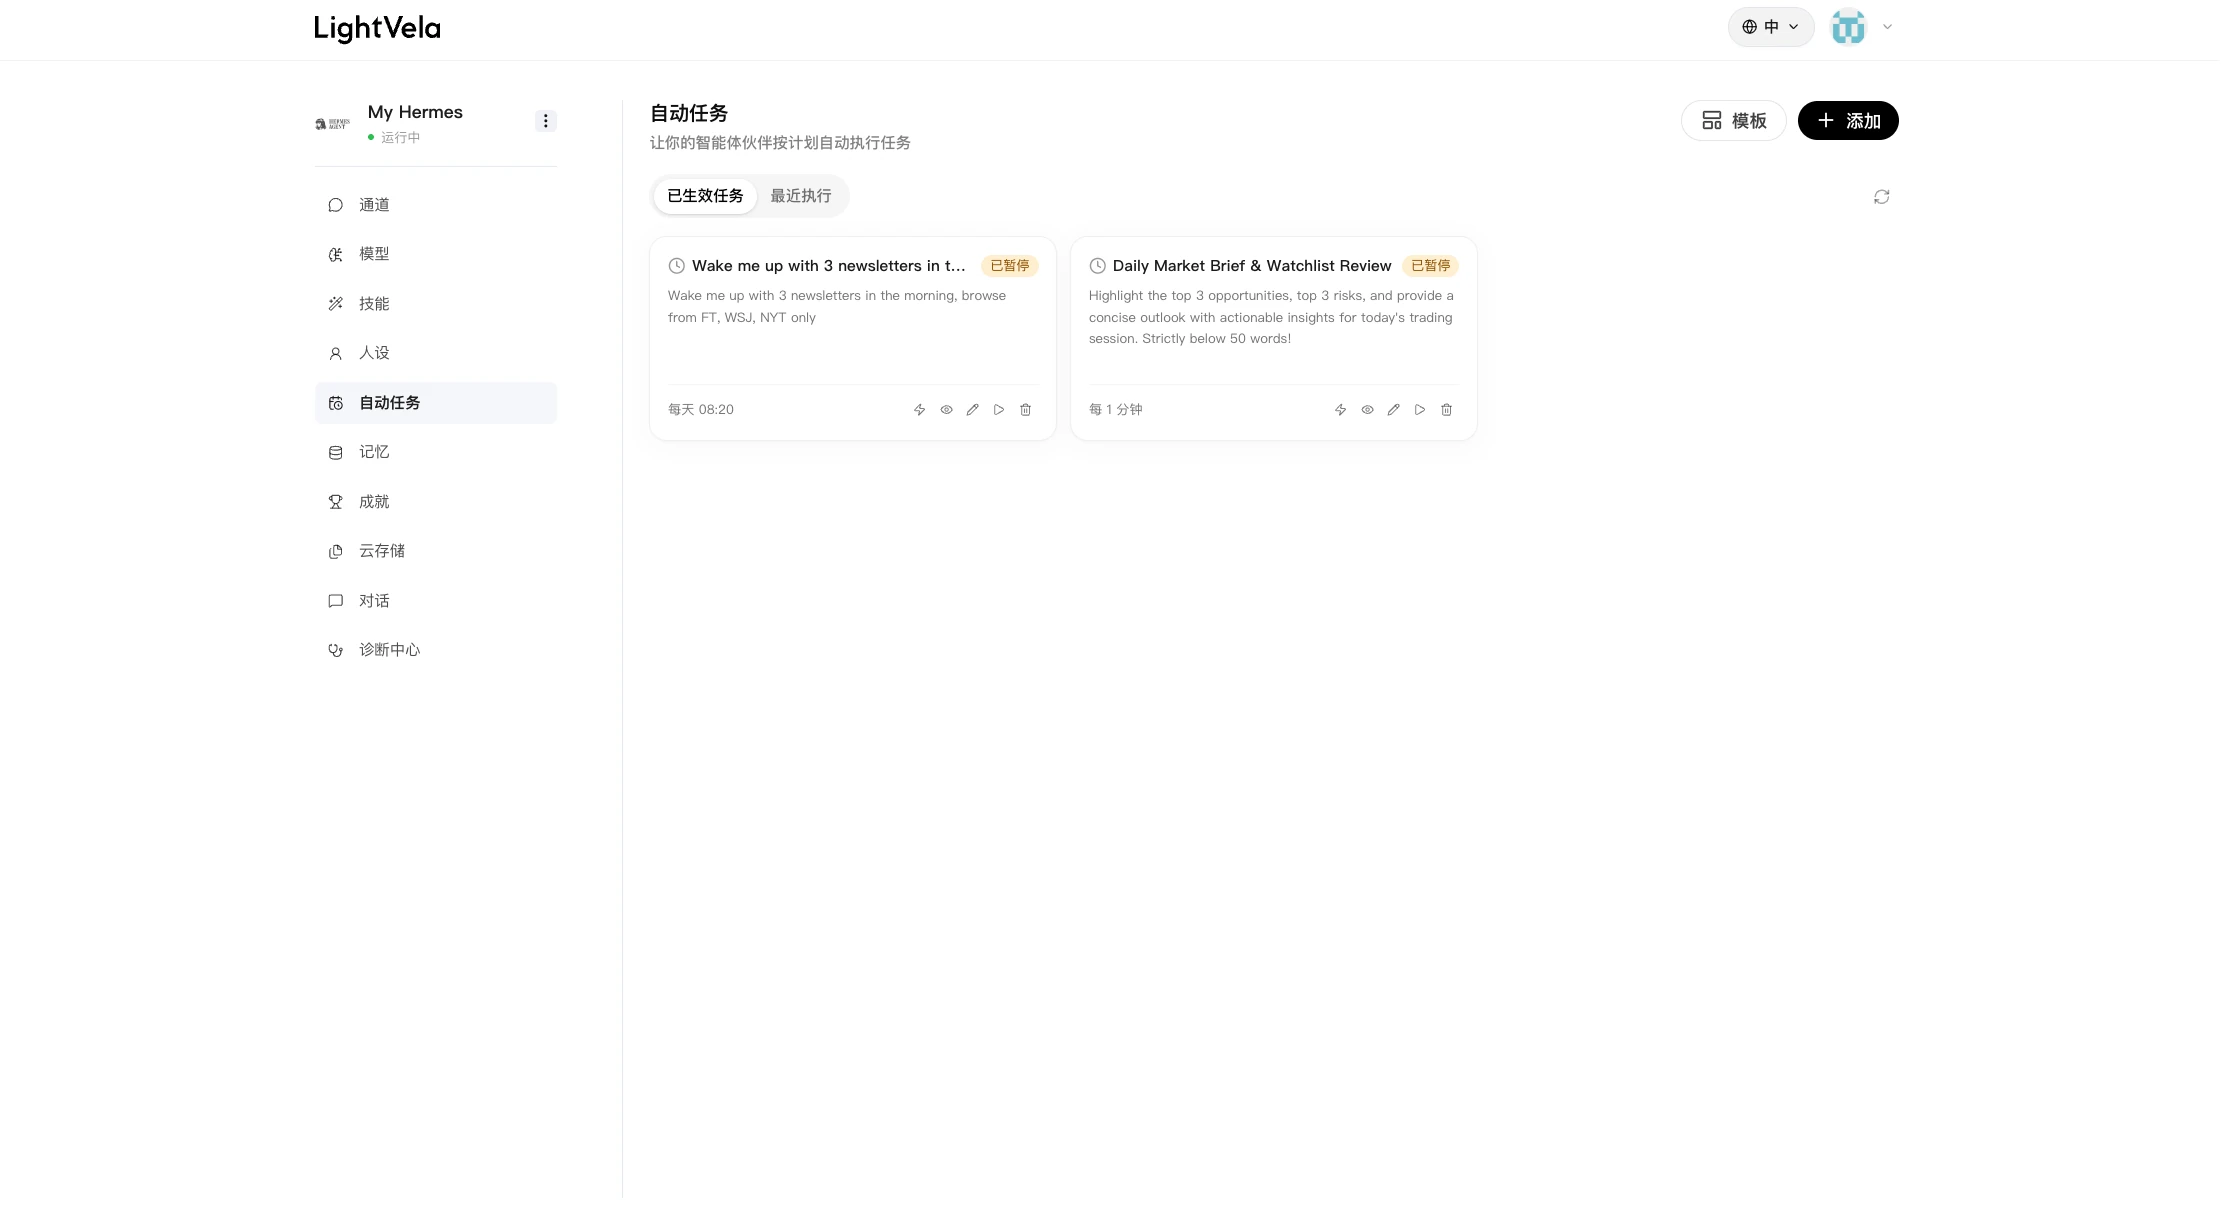 LightVela
中
My Hermes
运行中
HERMES
AGENT
通道
模型
技能
人设
自动任务
记忆
成就
云存储
对话
诊断中心
自动任务
让你的智能体伙伴按计划自动执行任务
模板
添加
已生效任务
最近执行
Wake me up with 3 newsletters in t...
已暂停
Wake me up with 3 newsletters in the morning, browse
from FT, WSJ, NYT only
每天 08:20
Daily Market Brief & Watchlist Review
已暂停
Highlight the top 3 opportunities, top 3 risks, and provide a
concise outlook with actionable insights for today's trading
session. Strictly below 50 words!
每 1 分钟